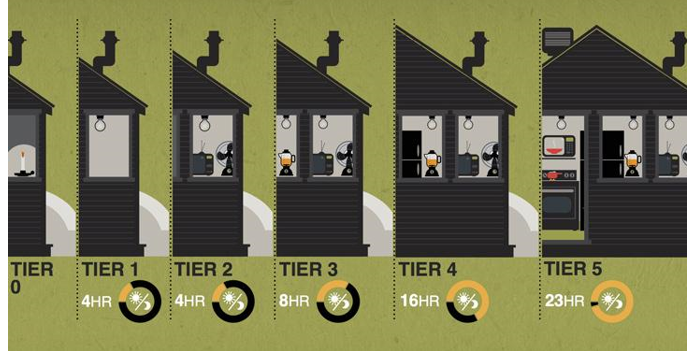 TIER
0
TIER 1
4HR
TIER 2
4HR
TIER 3
8HR
TIER 4
16HR
TIER 5
23HR